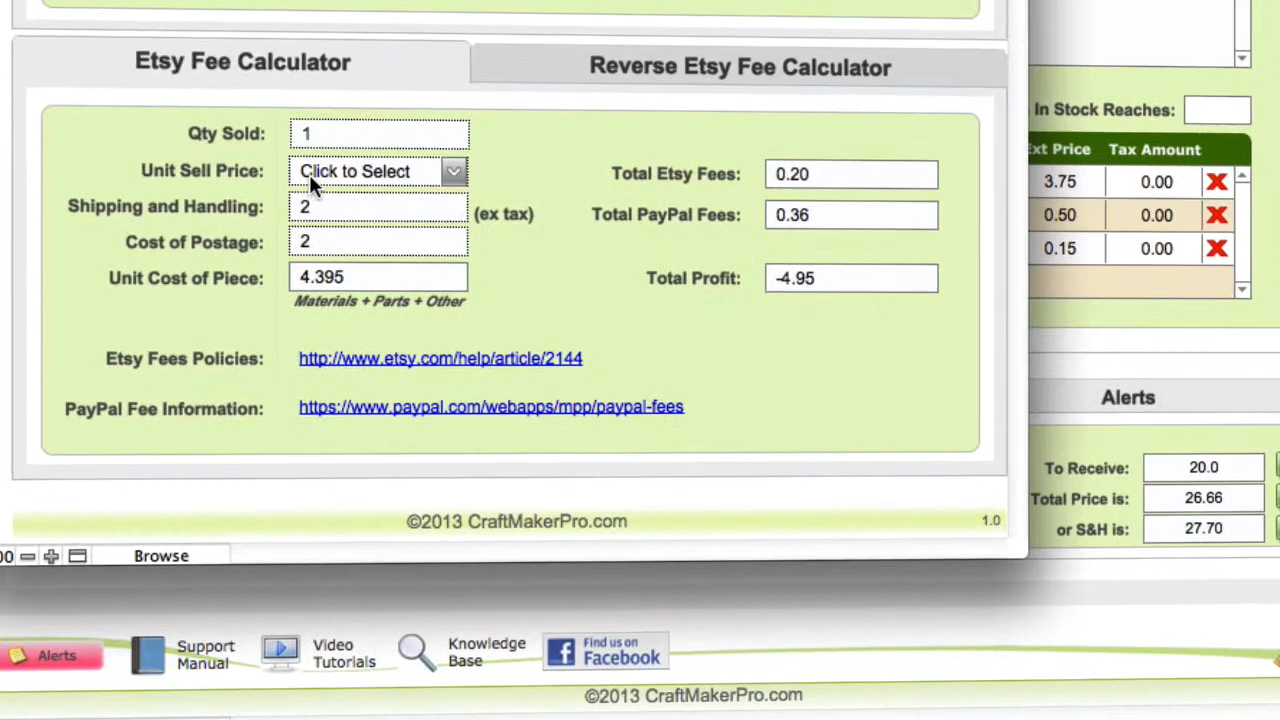 Etsy Fee Calculator
Reverse Etsy Fee Calculator
Qty Sold: 1
Unit Sell Price: Click to Select
Shipping and Handling: 2 (ex tax)
Cost of Postage: 2
Unit Cost of Piece: 4.395
Materials + Parts + Other
Total Etsy Fees: 0.20
Total PayPal Fees: 0.36
Total Profit: -4.95
Etsy Fees Policies: http://www.etsy.com/help/article/2144
PayPal Fee Information: https://www.paypal.com/webapps/mpp/paypal-fees
©2013 CraftMakerPro.com
1.0
00
Browse
In Stock Reaches:
Ext Price Tax Amount
3.75 0.00
0.50 0.00
0.15 0.00
Alerts
To Receive: 20.0
Total Price is: 26.66
or S&H is: 27.70
Alerts
Support
Manual
Video
Tutorials
Knowledge
Base
Find us on
Facebook
©2013 CraftMakerPro.com